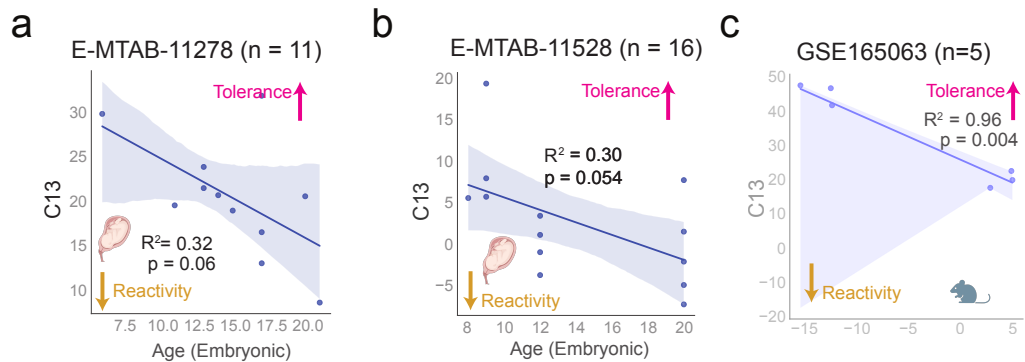 a
E-MTAB-11278 (n = 11)
Tolerance
C13
30
25
20
15
10
R² = 0.32
p = 0.06
Reactivity
7.5
10.0
12.5
15.0
17.5
20.0
Age (Embryonic)
b
E-MTAB-11528 (n = 16)
Tolerance
C13
20
15
10
5
0
−5
R² = 0.30
p = 0.054
Reactivity
8
10
12
14
16
18
20
Age (Embryonic)
c
GSE165063 (n=5)
Tolerance
C13
50
40
30
20
10
0
−10
−20
R² = 0.96
p = 0.004
Reactivity
−15
−10
−5
0
5